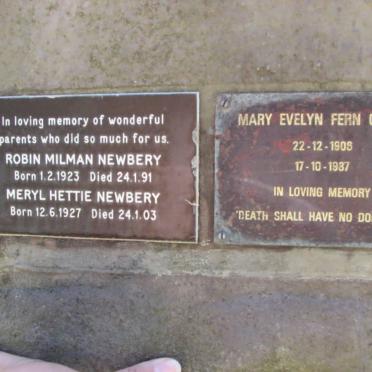 In loving memory of wonderful
parents who did so much for us.
ROBIN MILMAN NEWBERY
Born 1.2.1923 Died 24.1.91
MERYL HETTIE NEWBERY
Born 12.6.1927 Died 24.1.03
MARY EVELYN FERN
22-12-1908
17-10-1987
IN LOVING MEMORY
'DEATH SHALL HAVE NO